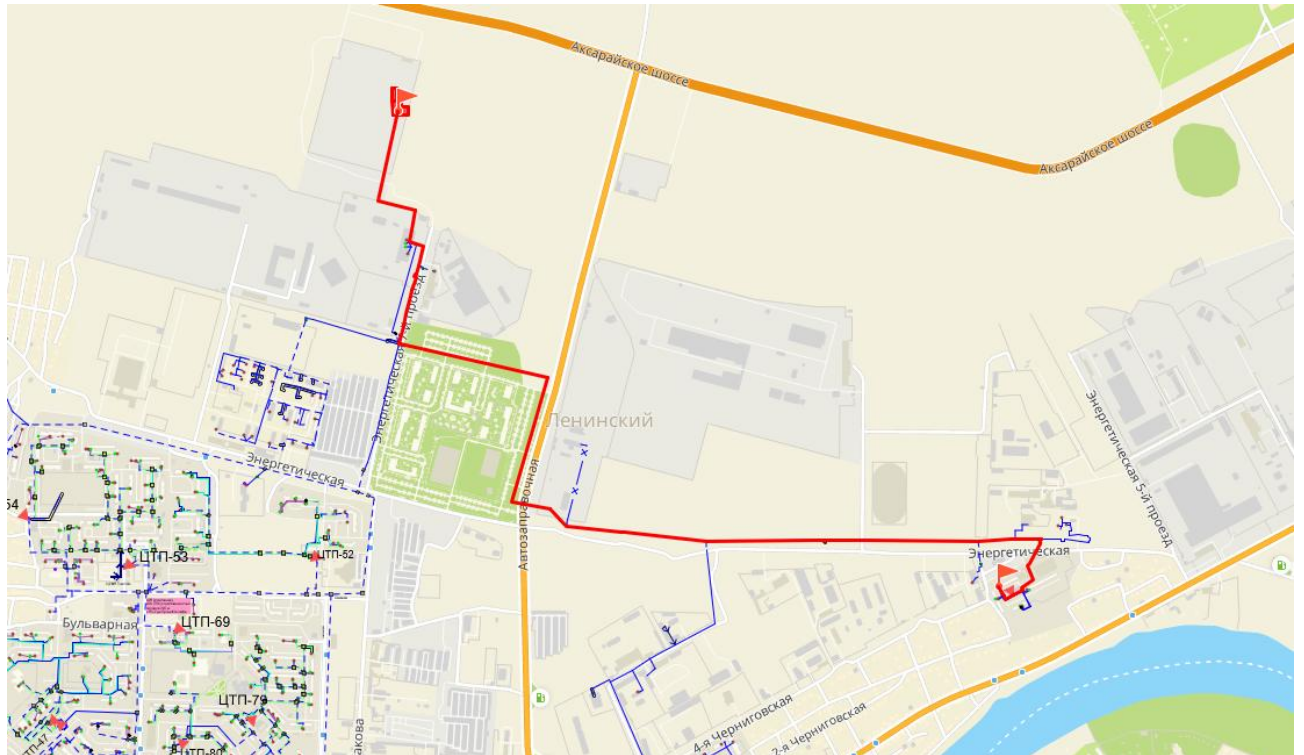 Аксарайское шоссе
Аксарайское шоссе
Энергетическая 1-й проезд
Ленинский
Энергетическая
Автозаправочная
Энергетическая 5-й проезд
54
ЦТП-53
ЦТП-52
Энергетическая
ЦТП-69
Бульварная
4-я Черниговская
2-я Черниговская
ЦТП-79
ЦТП-80
акова